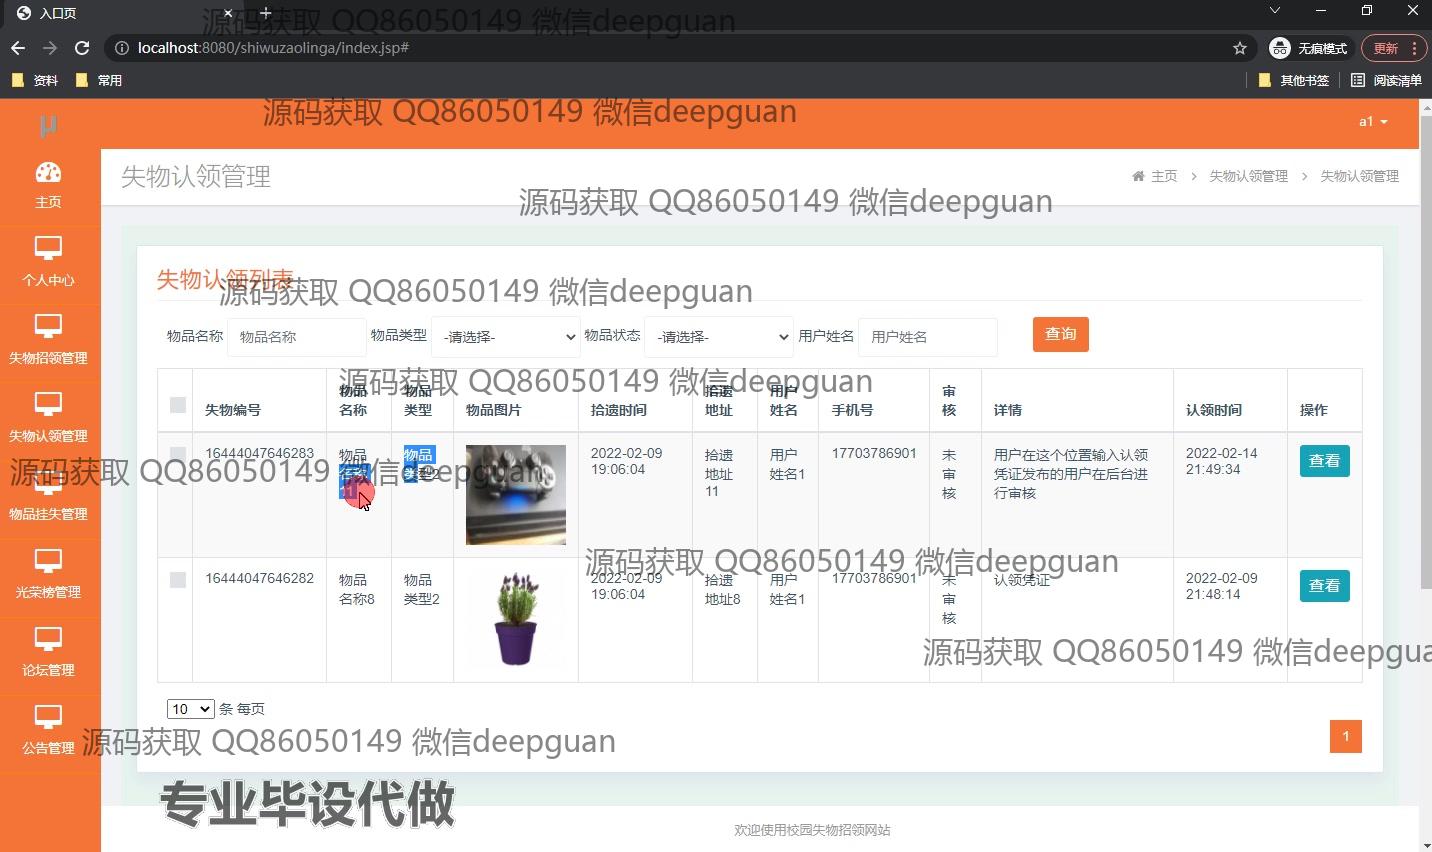 入口页
源码获取 QQ86050149 微信deepguan
localhost:8080/shiwuzaolinga/index.jsp#
无痕模式
更新
资料
常用
其他书签
阅读清单
源码获取 QQ86050149 微信deepguan
μ
a1
主页
个人中心
失物招领管理
失物认领管理
物品挂失管理
光荣榜管理
论坛管理
公告管理
失物认领管理
主页 > 失物认领管理 > 失物认领管理
源码获取 QQ86050149 微信deepguan
失物认领列表
源码获取 QQ86050149 微信deepguan
物品名称 物品名称 物品类型 -请选择- 物品状态 -请选择- 用户姓名 用户姓名 查询
源码获取 QQ86050149 微信deepguan
失物编号
物品
名称
物品
类型
物品图片
拾遗时间
拾遗
地址
用户
姓名
手机号
审
核
详情
认领时间
操作
16444047646283
物品
名称
11
物品
类型2
2022-02-09
19:06:04
拾遗
地址
11
用户
姓名1
17703786901
未
审
核
用户在这个位置输入认领
凭证发布的用户在后台进
行审核
2022-02-14
21:49:34
查看
源码获取 QQ86050149 微信deepguan
源码获取 QQ86050149 微信deepguan
16444047646282
物品
名称8
物品
类型2
2022-02-09
19:06:04
拾遗
地址8
用户
姓名1
17703786901
未
审
核
认领凭证
2022-02-09
21:48:14
查看
源码获取 QQ86050149 微信deepgua
10 条 每页
1
源码获取 QQ86050149 微信deepguan
专业毕设代做
欢迎使用校园失物招领网站